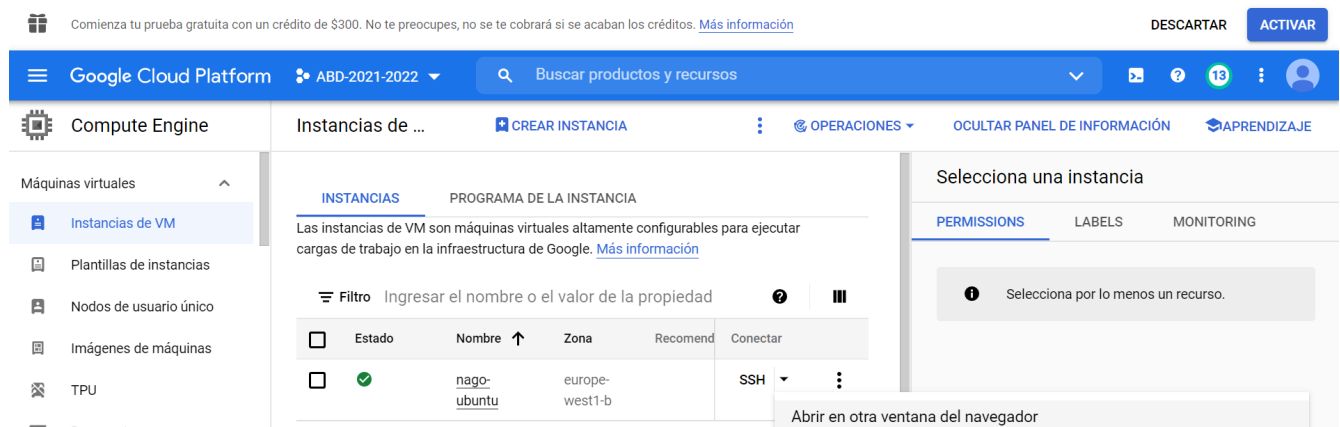 Comienza tu prueba gratuita con un crédito de $300. No te preocupes, no se te cobrará si se acaban los créditos. Más información
DESCARTAR
ACTIVAR
Google Cloud Platform
ABD-2021-2022
Buscar productos y recursos
13
Compute Engine
Instancias de ...
CREAR INSTANCIA
OPERACIONES
OCULTAR PANEL DE INFORMACIÓN
APRENDIZAJE
Máquinas virtuales
Instancias de VM
Plantillas de instancias
Nodos de usuario único
Imágenes de máquinas
TPU
INSTANCIAS
PROGRAMA DE LA INSTANCIA
Las instancias de VM son máquinas virtuales altamente configurables para ejecutar
cargas de trabajo en la infraestructura de Google. Más información
Filtro Ingresar el nombre o el valor de la propiedad
Estado Nombre Zona Recomend Conectar
nago-
ubuntu
europe-
west1-b
SSH
Abrir en otra ventana del navegador
Selecciona una instancia
PERMISSIONS
LABELS
MONITORING
Selecciona por lo menos un recurso.